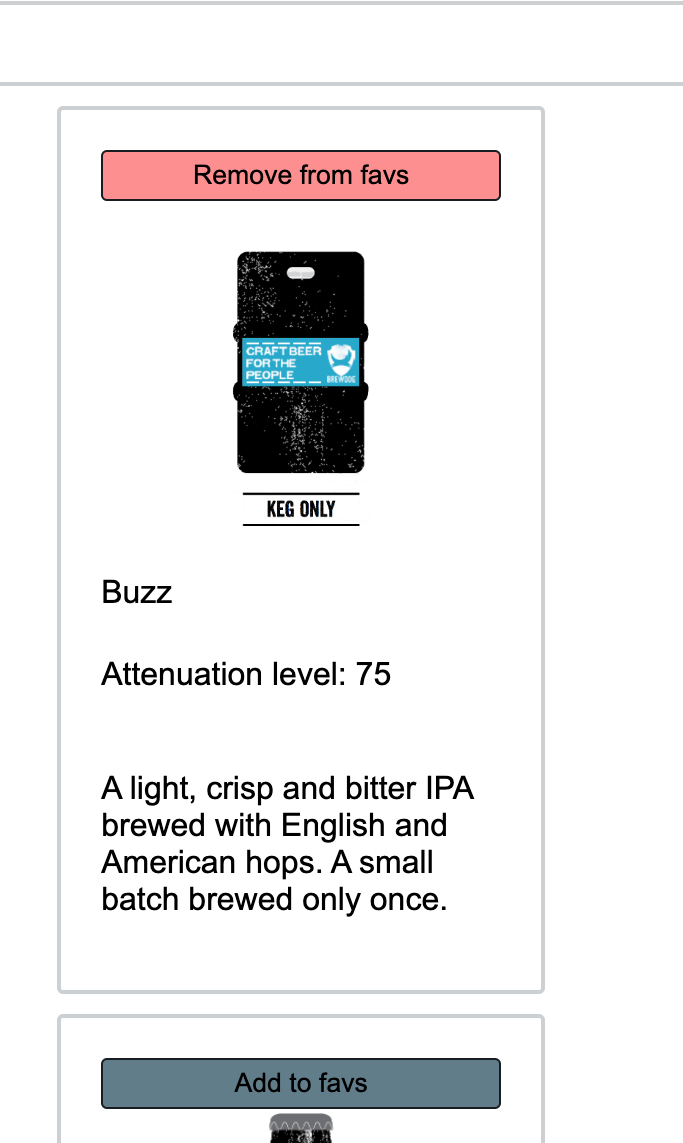 Remove from favs
CRAFT BEER
FOR THE
PEOPLE
BREWDOG
KEG ONLY
Buzz
Attenuation level: 75
A light, crisp and bitter IPA
brewed with English and
American hops. A small
batch brewed only once.
Add to favs